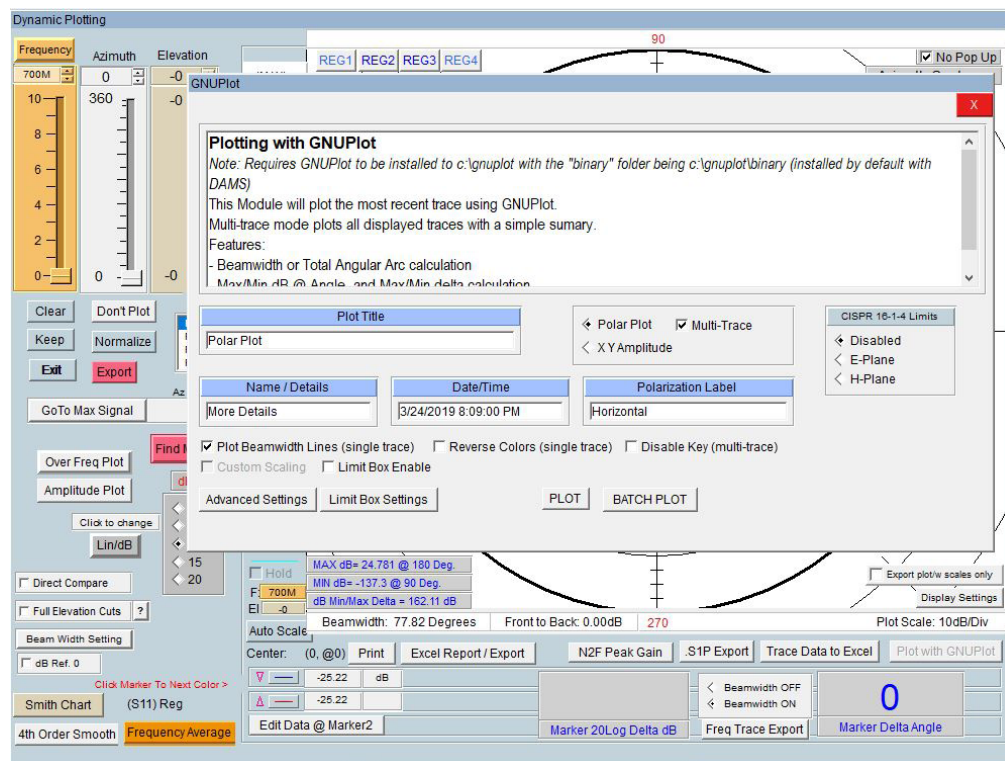 Dynamic Plotting
Frequency
Azimuth
Elevation
700M
0
-0
10
8
6
4
2
0
360
0
-0
-0
REG1 REG2 REG3 REG4
90
No Pop Up
GNUPlot
X
Plotting with GNUPlot
Note: Requires GNUPlot to be installed to c:\gnuplot with the "binary" folder being c:\gnuplot\binary (installed by default with
DAMS)
This Module will plot the most recent trace using GNUPlot.
Multi-trace mode plots all displayed traces with a simple sumary.
Features:
- Beamwidth or Total Angular Arc calculation
- Max/Min dB @ Angle, and Max/Min delta calculation
Plot Title
Polar Plot
Polar Plot
Multi-Trace
X Y Amplitude
CISPR 16-1-4 Limits
Disabled
E-Plane
H-Plane
Name / Details
More Details
Date/Time
3/24/2019 8:09:00 PM
Polarization Label
Horizontal
Plot Beamwidth Lines (single trace)
Reverse Colors (single trace)
Disable Key (multi-trace)
Custom Scaling
Limit Box Enable
Advanced Settings
Limit Box Settings
PLOT
BATCH PLOT
Clear
Don't Plot
Keep
Normalize
Exit
Export
Az
GoTo Max Signal
Find
Over Freq Plot
Amplitude Plot
Click to change
Lin/dB
15
20
Direct Compare
Full Elevation Cuts
?
Beam Width Setting
dB Ref. 0
Click Marker To Next Color >
Smith Chart
(S11) Reg
4th Order Smooth
Frequency Average
Hold
F: 700M
El -0
Auto Scale
MAX dB= 24.781 @ 180 Deg.
MIN dB= -137.3 @ 90 Deg.
dB Min/Max Delta = 162.11 dB
Export plot/w scales only
Display Settings
Beamwidth: 77.82 Degrees
Front to Back: 0.00dB
270
Plot Scale: 10dB/Div
Center: (0, @0)
Print
Excel Report / Export
N2F Peak Gain
.S1P Export
Trace Data to Excel
Plot with GNUPlot
-25.22
dB
-25.22
Edit Data @ Marker2
Marker 20Log Delta dB
Beamwidth OFF
Beamwidth ON
Freq Trace Export
0
Marker Delta Angle